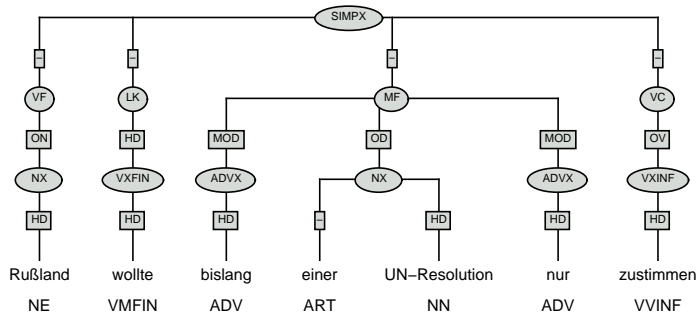 SIMPX
– – – –
VF LK MF VC
ON HD MOD OD MOD OV
NX VXFIN ADVX NX ADVX VXINF
HD HD HD – HD HD HD
Rußland wollte bislang einer UN−Resolution nur zustimmen
NE VMFIN ADV ART NN ADV VVINF